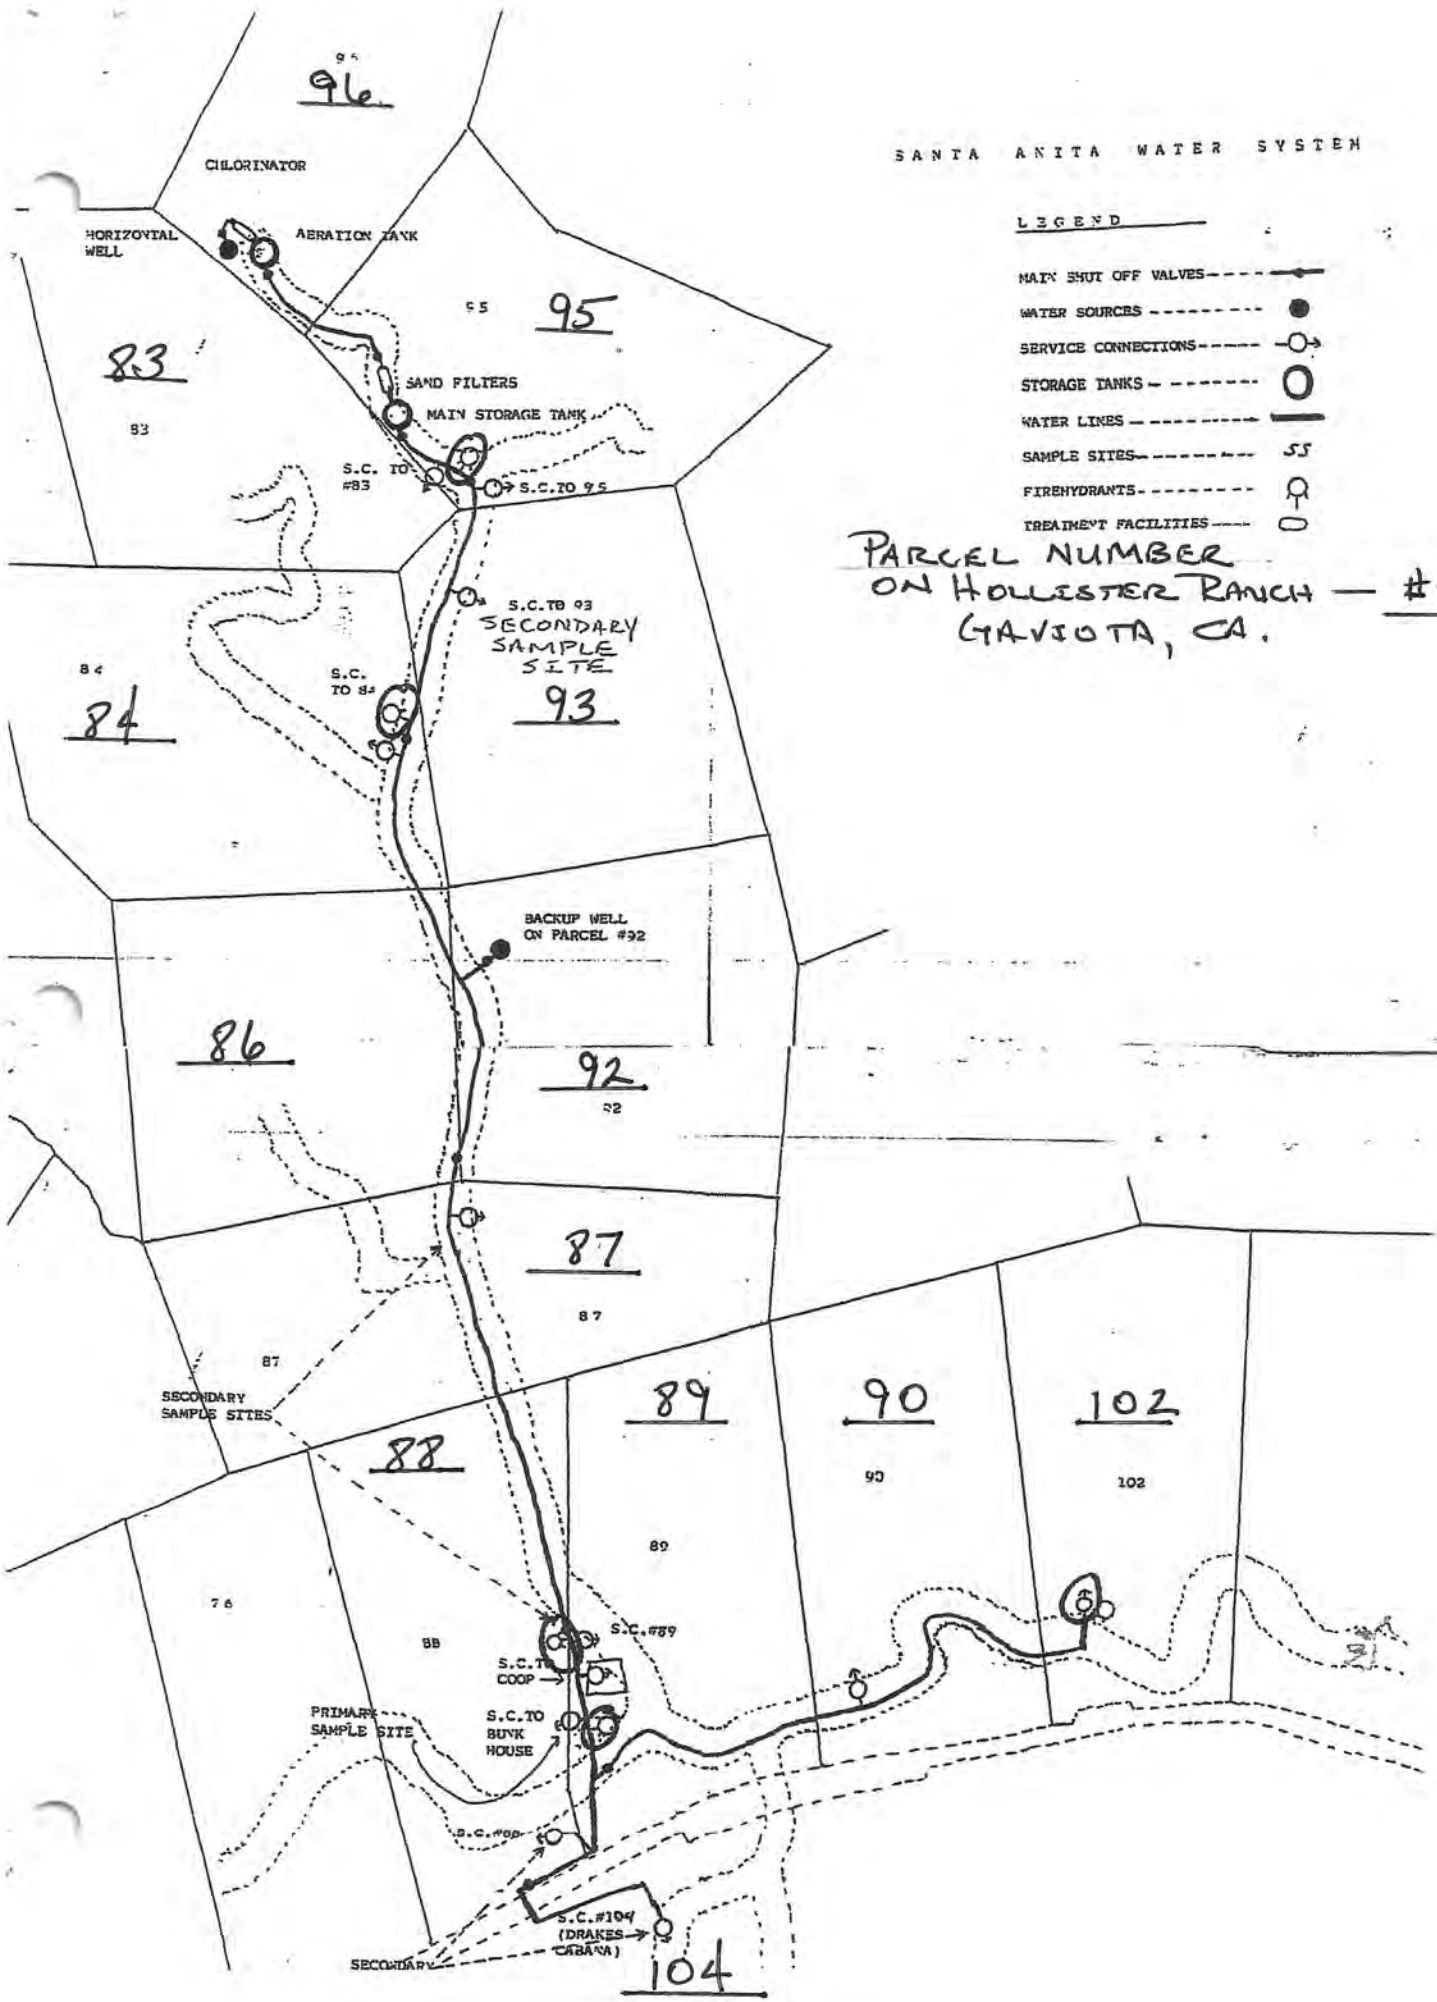 SANTA ANITA WATER SYSTEM
LEGEND
MAIN SHUT OFF VALVES
WATER SOURCES
SERVICE CONNECTIONS
STORAGE TANKS
WATER LINES
SAMPLE SITES SS
FIREHYDRANTS
TREATMENT FACILITIES
PARCEL NUMBER
ON HOLLISTER RANCH — #
GAVIOTA, CA.
96
CHLORINATOR
HORIZONTAL
WELL
AERATION TANK
95
95
83
83
SAND FILTERS
MAIN STORAGE TANK
S.C. TO
#83
S.C. TO 95
S.C. TO 93
SECONDARY
SAMPLE
SITE
93
84
84
S.C.
TO 84
BACKUP WELL
ON PARCEL #92
86
92
92
87
87
87
SECONDARY
SAMPLE SITES
88
88
89
89
90
90
102
102
76
S.C. #89
S.C. TO
COOP
S.C. TO
BUNK
HOUSE
PRIMARY
SAMPLE SITE
S.C. #104
(DRAKES
CABANA)
SECONDARY
104